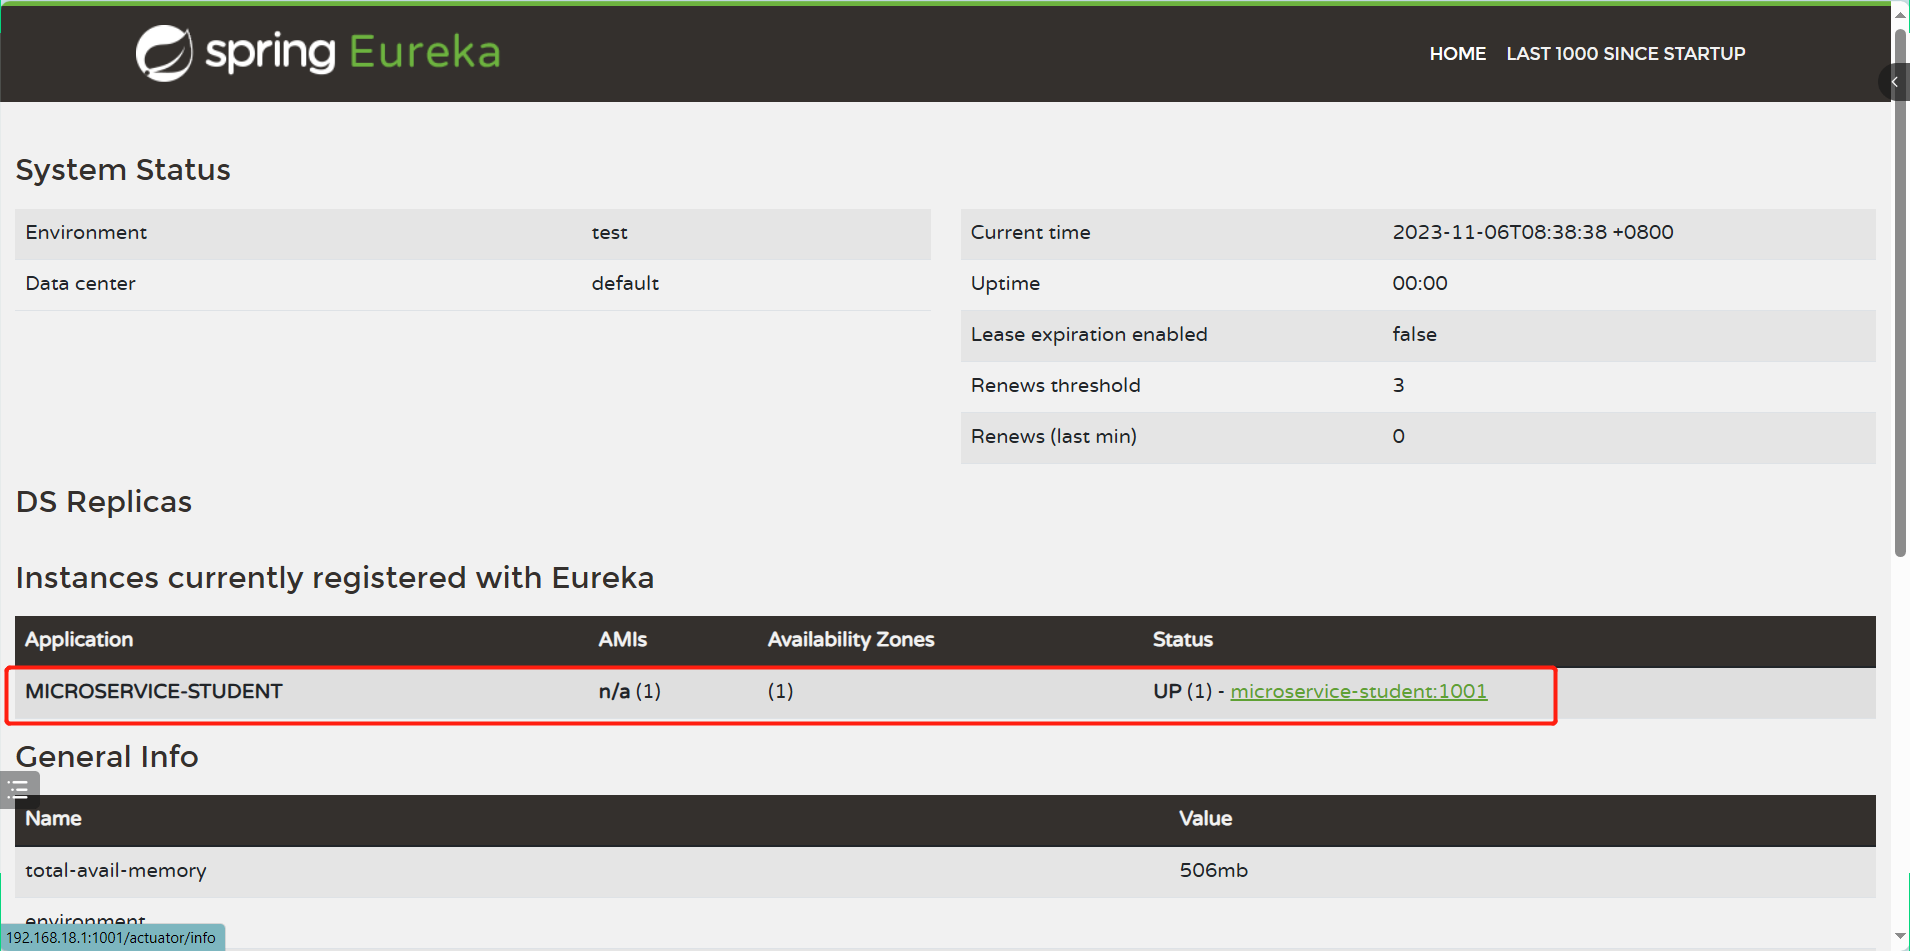 spring Eureka
HOME LAST 1000 SINCE STARTUP
System Status
Environment test
Data center default
Current time 2023-11-06T08:38:38 +0800
Uptime 00:00
Lease expiration enabled false
Renews threshold 3
Renews (last min) 0
DS Replicas
Instances currently registered with Eureka
Application AMIs Availability Zones Status
MICROSERVICE-STUDENT n/a (1) (1) UP (1) - microservice-student:1001
General Info
Name Value
total-avail-memory 506mb
environment
192.168.18.1:1001/actuator/info